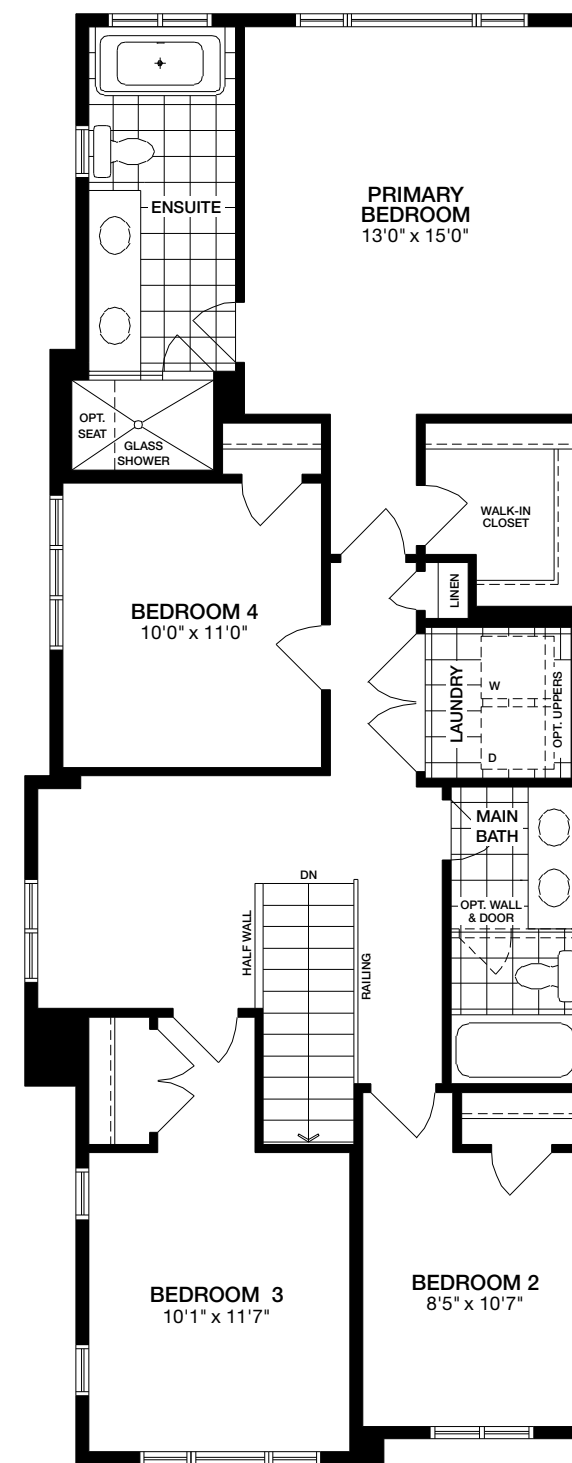 ENSUITE
PRIMARY
BEDROOM
13'0" x 15'0"
OPT.
SEAT
GLASS
SHOWER
WALK-IN
CLOSET
LINEN
BEDROOM 4
10'0" x 11'0"
LAUNDRY
W
D
OPT. UPPERS
MAIN
BATH
OPT. WALL
& DOOR
DN
HALF WALL
RAILING
BEDROOM 3
10'1" x 11'7"
BEDROOM 2
8'5" x 10'7"